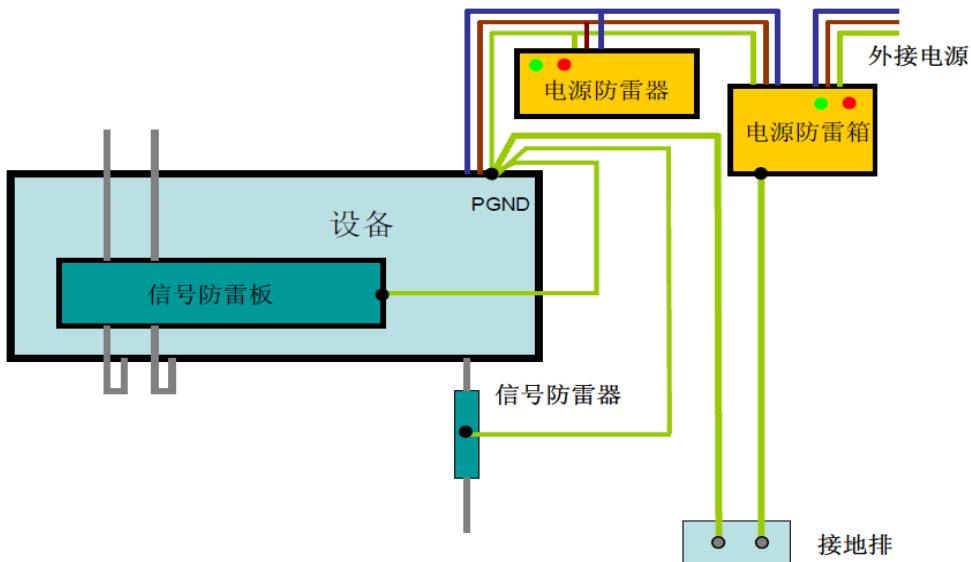 外接电源
电源防雷器
电源防雷箱
PGND
设备
信号防雷板
信号防雷器
接地排